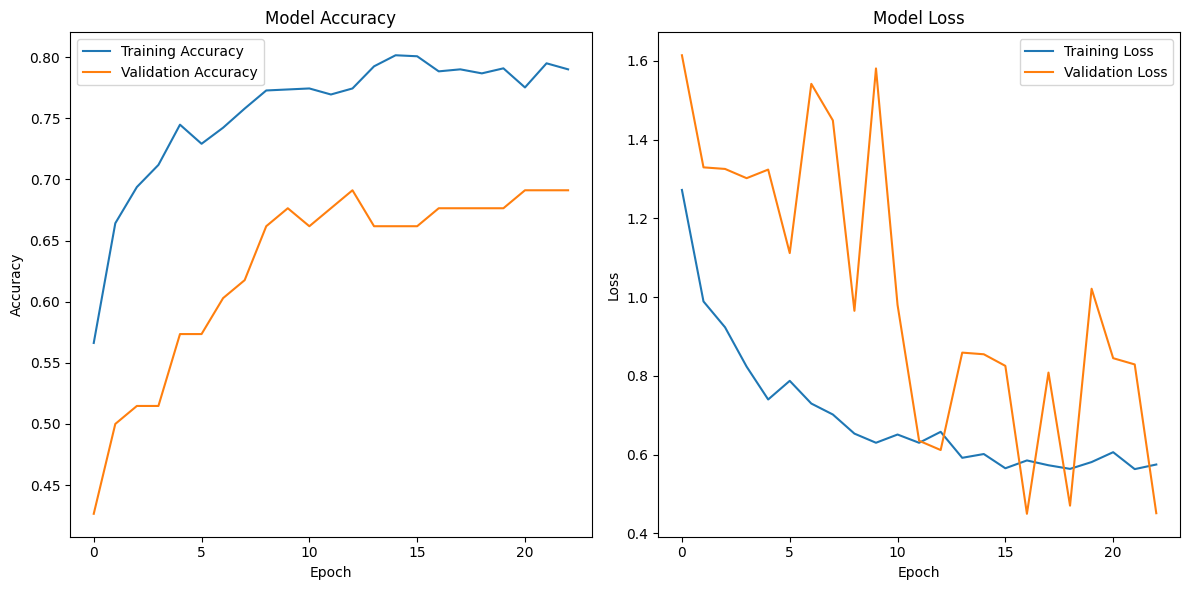 Model Accuracy
Training Accuracy
Validation Accuracy
0.80
0.75
0.70
0.65
0.60
0.55
0.50
0.45
Accuracy
0
5
10
15
20
Epoch
Model Loss
Training Loss
Validation Loss
1.6
1.4
1.2
1.0
0.8
0.6
0.4
Loss
0
5
10
15
20
Epoch